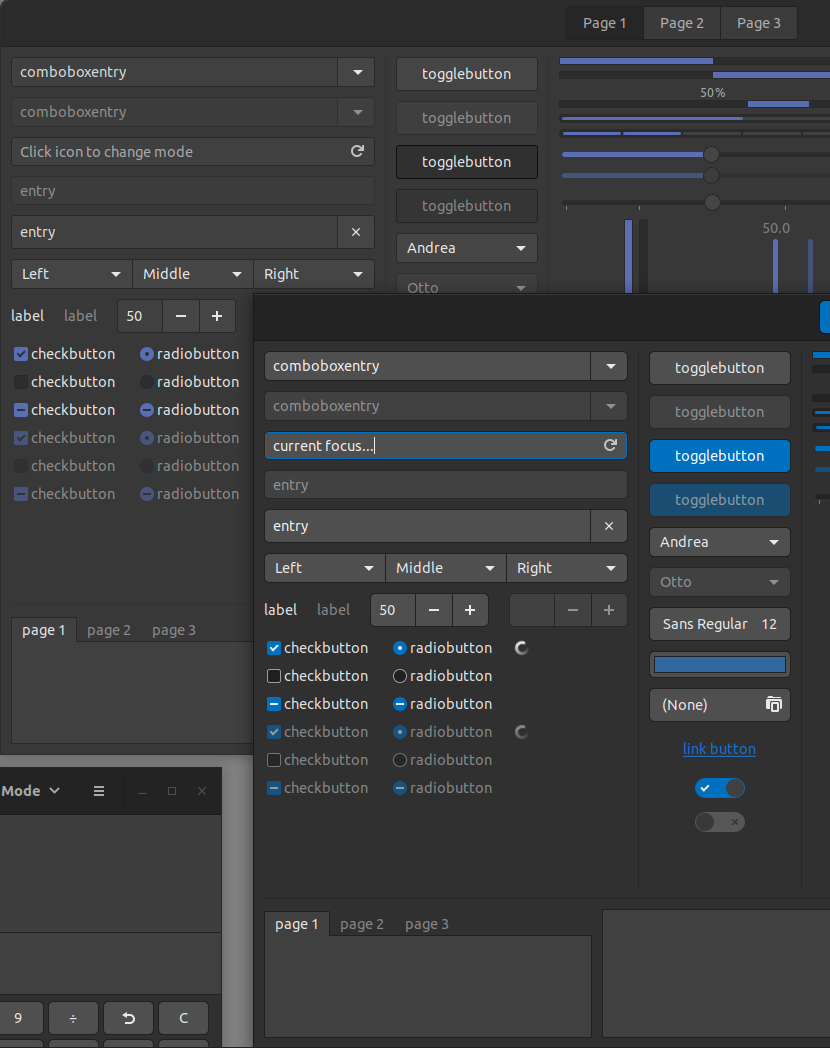 Page 1 Page 2 Page 3
comboboxentry
comboboxentry
Click icon to change mode
entry
entry
Left Middle Right
label label 50
checkbutton radiobutton
checkbutton radiobutton
checkbutton radiobutton
checkbutton radiobutton
checkbutton radiobutton
checkbutton radiobutton
page 1 page 2 page 3
togglebutton
togglebutton
togglebutton
togglebutton
Andrea
Otto
50%
50.0
comboboxentry
comboboxentry
current focus...
entry
entry
Left Middle Right
label label 50
checkbutton radiobutton
checkbutton radiobutton
checkbutton radiobutton
checkbutton radiobutton
checkbutton radiobutton
checkbutton radiobutton
togglebutton
togglebutton
togglebutton
togglebutton
Andrea
Otto
Sans Regular 12
(None)
link button
page 1 page 2 page 3
Mode
9 ÷ C